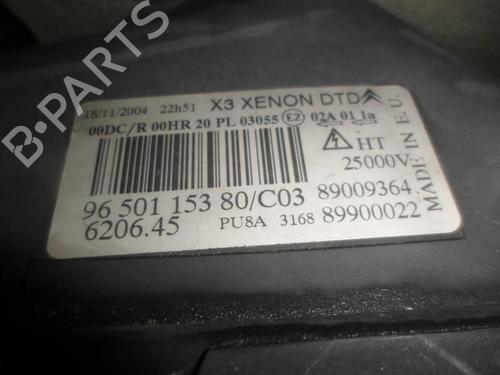 18/11/2004 22h51 X3 XENON DTD
00DC/R 00HR 20 PL 03055 E2 02A 01 1a
HT
25000V
MADE IN E.U.
96 501 153 80/C03 89009364
6206.45 PU8A 3168 89900022
B-Parts